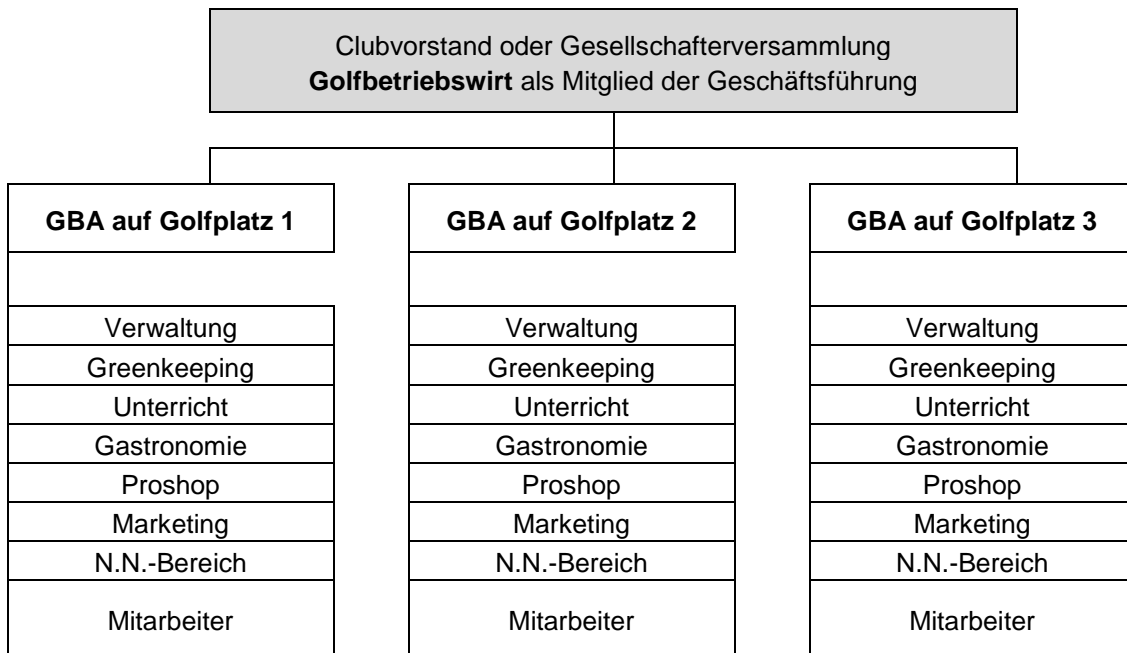 Clubvorstand oder Gesellschafterversammlung
Golfbetriebswirt als Mitglied der Geschäftsführung
GBA auf Golfplatz 1
GBA auf Golfplatz 2
GBA auf Golfplatz 3
Verwaltung
Verwaltung
Verwaltung
Greenkeeping
Greenkeeping
Greenkeeping
Unterricht
Unterricht
Unterricht
Gastronomie
Gastronomie
Gastronomie
Proshop
Proshop
Proshop
Marketing
Marketing
Marketing
N.N.-Bereich
N.N.-Bereich
N.N.-Bereich
Mitarbeiter
Mitarbeiter
Mitarbeiter